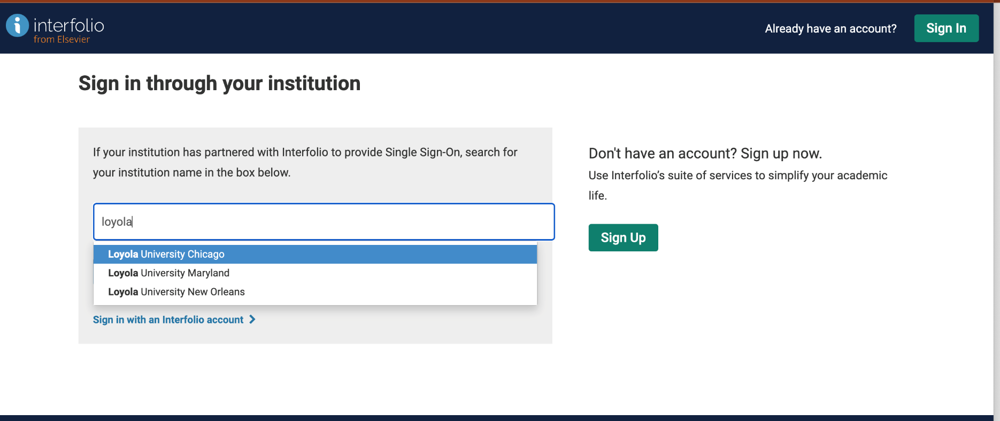 interfolio
from Elsevier
Already have an account?
Sign In
Sign in through your institution
If your institution has partnered with Interfolio to provide Single Sign-On, search for
your institution name in the box below.
loyola
Loyola University Chicago
Loyola University Maryland
Loyola University New Orleans
Sign in with an Interfolio account
Don't have an account? Sign up now.
Use Interfolio’s suite of services to simplify your academic
life.
Sign Up